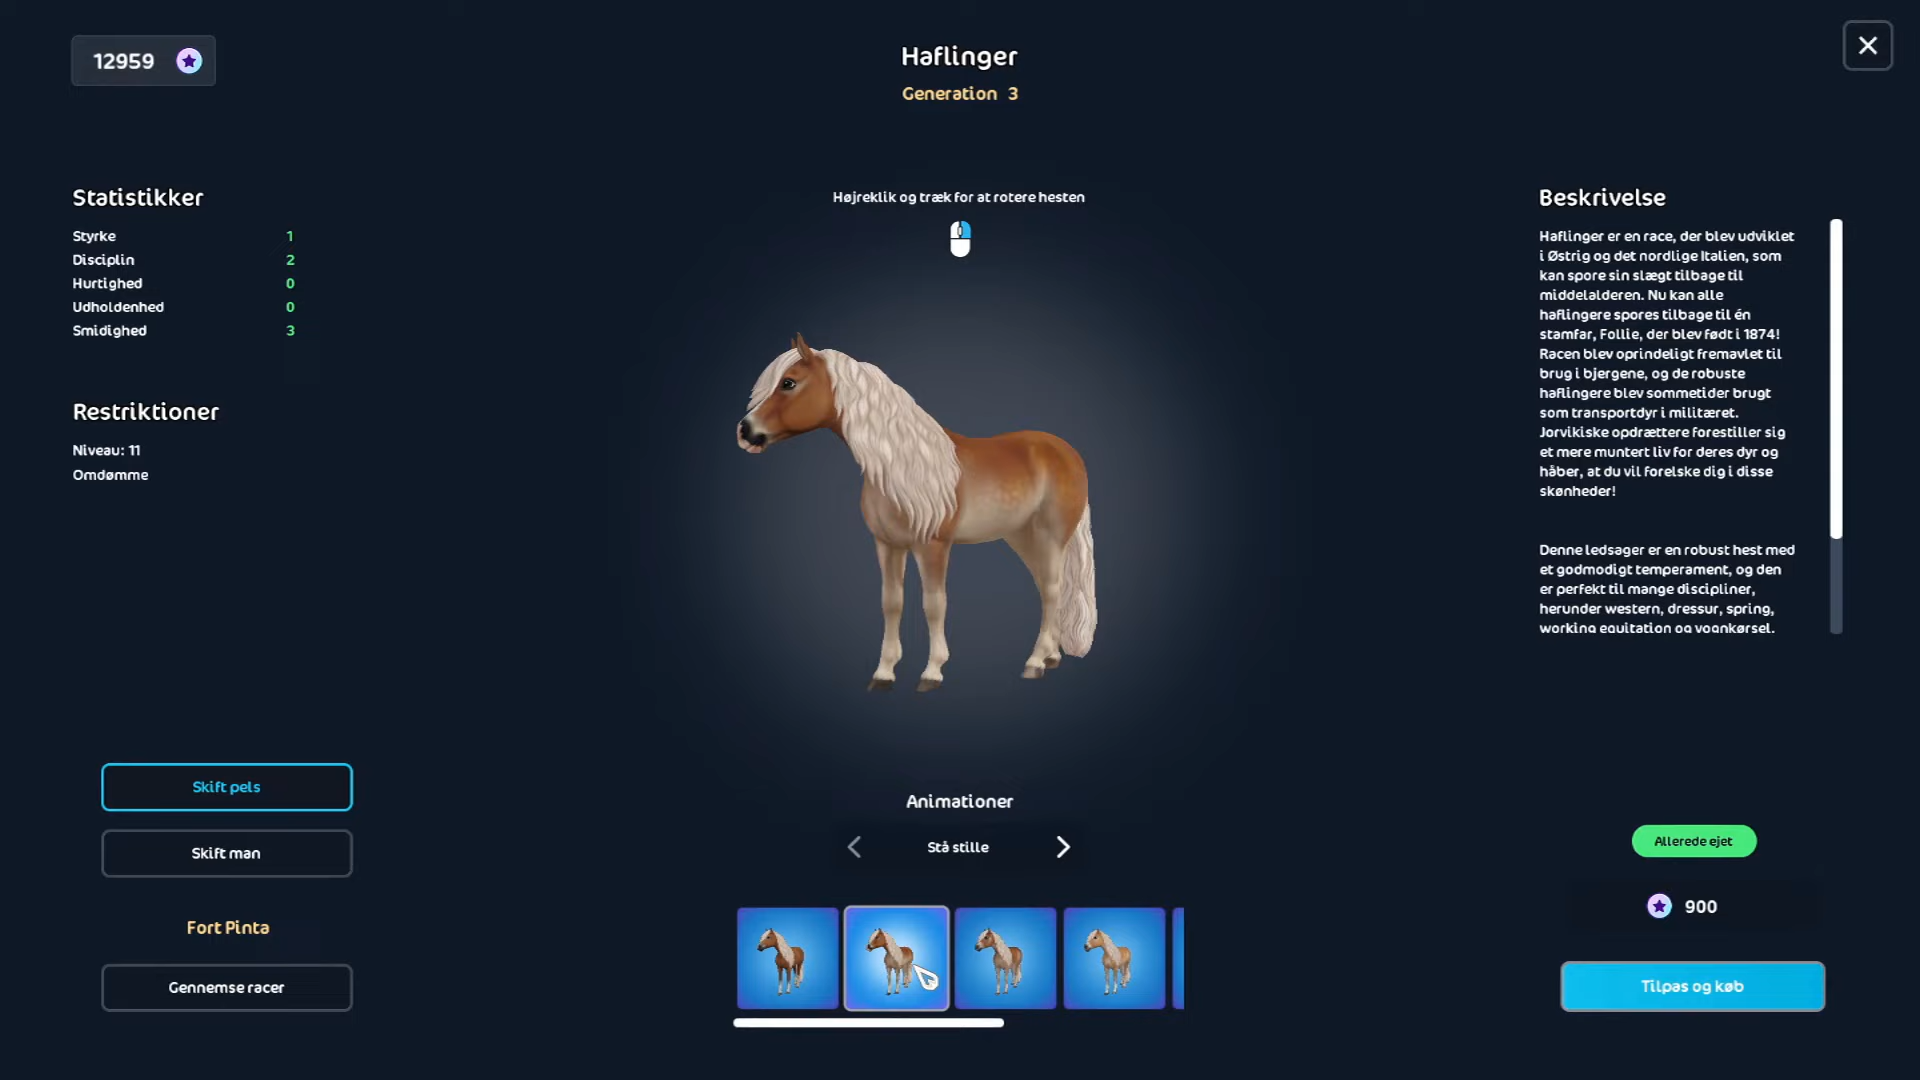 12959
Haflinger
Generation 3
Statistikker
Styrke 1
Disciplin 2
Hurtighed 0
Udholdenhed 0
Smidighed 3
Restriktioner
Niveau: 11
Omdømme
Højreklik og træk for at rotere hesten
Beskrivelse
Haflinger er en race, der blev udviklet
i Østrig og det nordlige Italien, som
kan spore sin slægt tilbage til
middelalderen. Nu kan alle
haflingere spores tilbage til én
stamfar, Follie, der blev født i 1874!
Racen blev oprindeligt fremavlet til
brug i bjergene, og de robuste
haflingere blev sommetider brugt
som transportdyr i militæret.
Jorvikiske opdrættere forestiller sig
et mere muntert liv for deres dyr og
håber, at du vil forelske dig i disse
skønheder!
Denne ledsager er en robust hest med
et godmodigt temperament, og den
er perfekt til mange discipliner,
herunder western, dressur, spring,
working equitation og vognkørsel.
Skift pels
Skift man
Fort Pinta
Gennemse racer
Animationer
Stå stille
Allerede ejet
900
Tilpas og køb